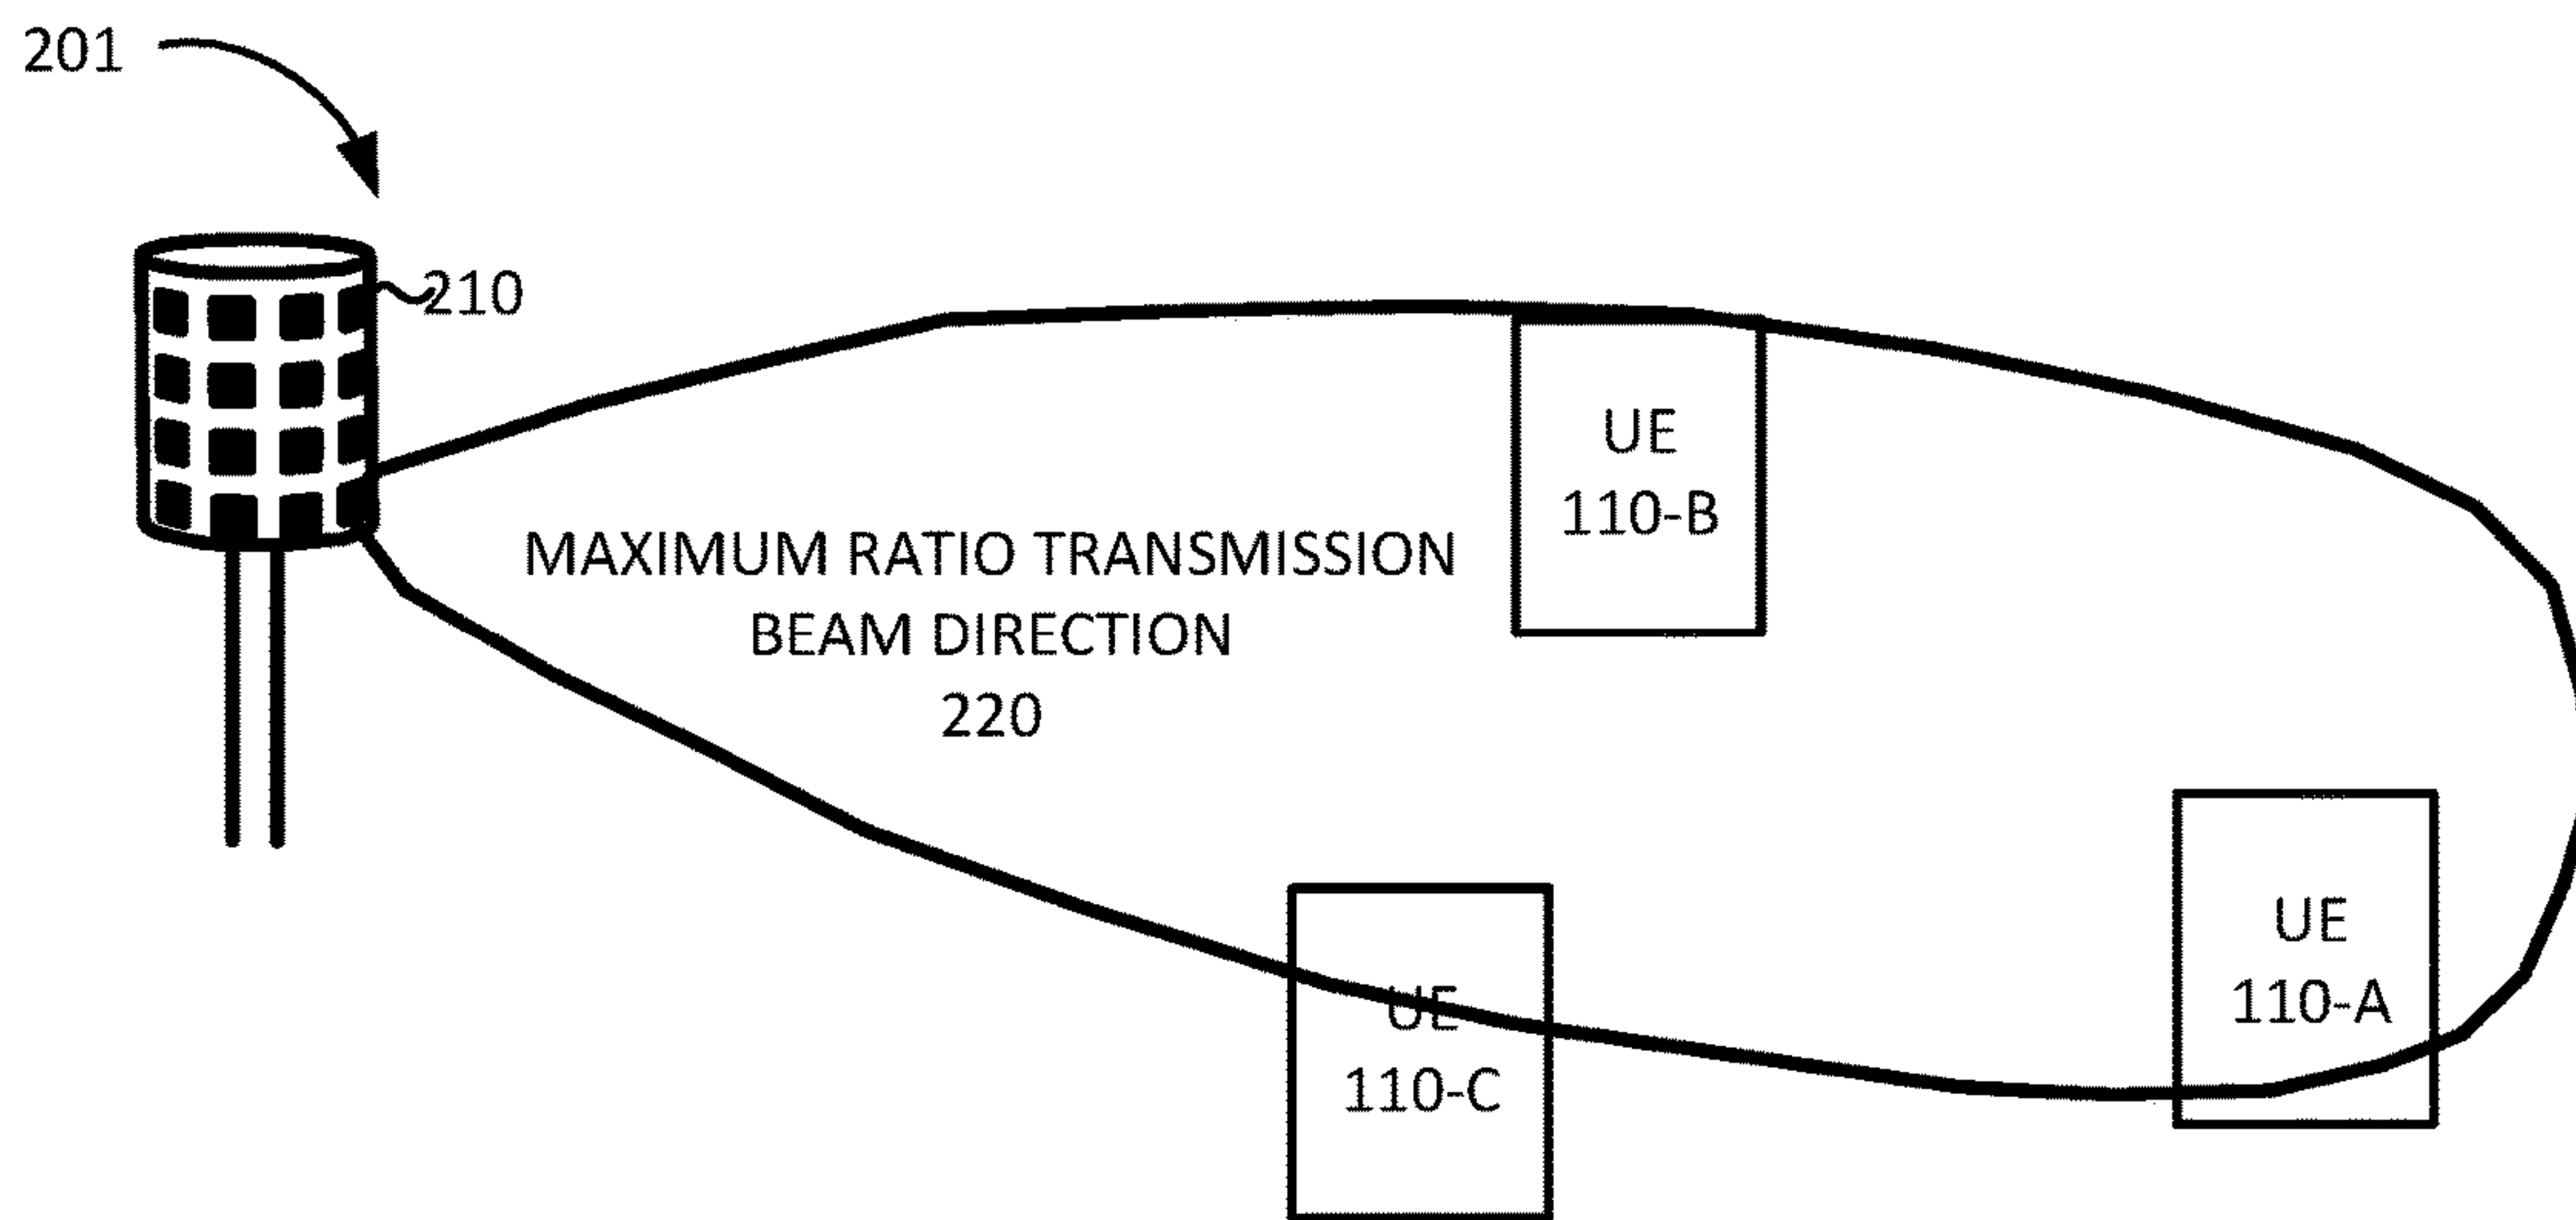 201
210
UE
110-B
MAXIMUM RATIO TRANSMISSION
BEAM DIRECTION
220
UE
110-A
UE
110-C